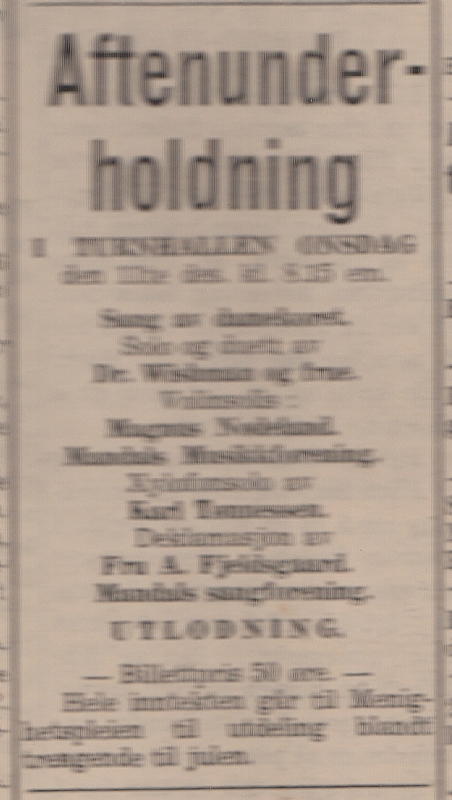 Aftenunder-
holdning
I TURNHALLEN ONSDAG
den 11te des. kl. 8.15 em.
Sang av damekoret.
Solo og duett av
Dr. Wishman og frue.
Violinsolo :
Magnus Nodeland.
Mandals Musikkforening.
Xylofonsolo av
Karl Tønnessen.
Deklamasjon av
Fru A. Fjeldsgaard.
Mandals sangforening.
UTLODNING.
— Billettpris 50 øre. —
Hele inntekten går til Menig-
hetspleien til utdeling blandt
trengende til julen.